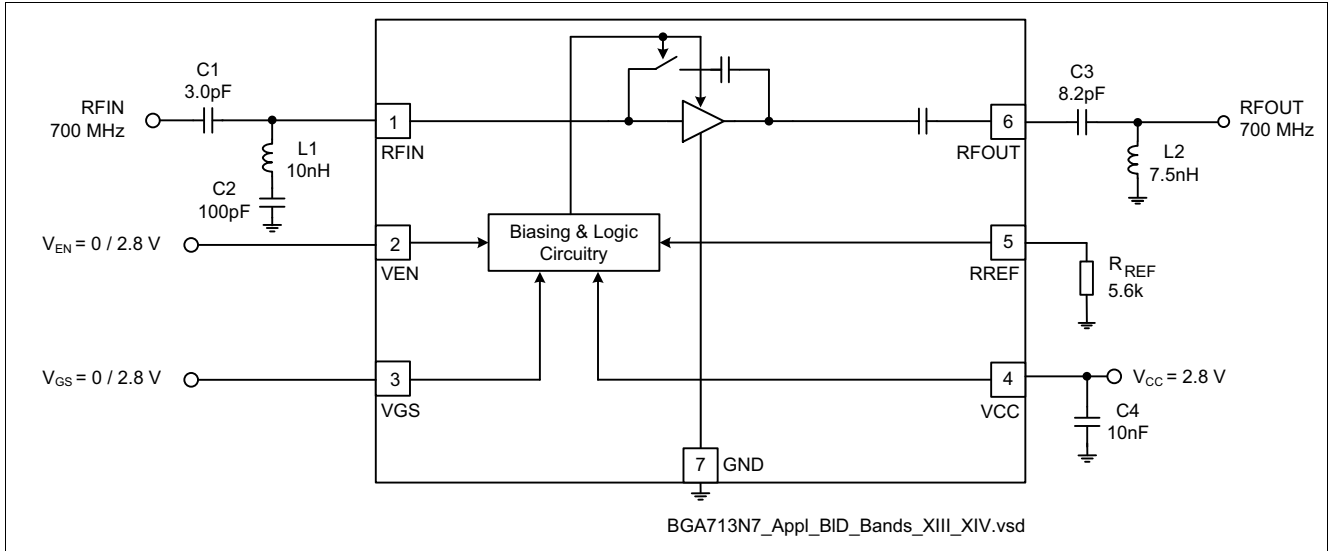 RFIN
700 MHz
C1
3.0pF
L1
10nH
C2
100pF
1
RFIN
6
RFOUT
C3
8.2pF
L2
7.5nH
RFOUT
700 MHz
VEN = 0 / 2.8 V
2
VEN
Biasing & Logic
Circuitry
5
RREF
RREF
5.6k
VGS = 0 / 2.8 V
3
VGS
4
VCC
VCC = 2.8 V
C4
10nF
7
GND
BGA713N7_Appl_BID_Bands_XIII_XIV.vsd